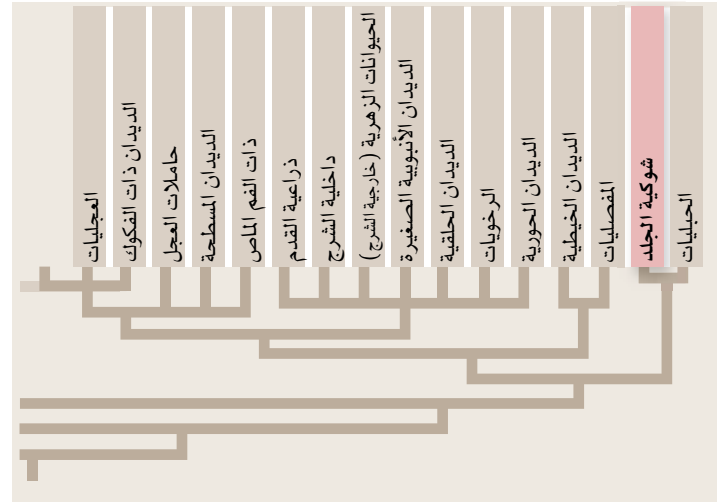 العجليات
الديدان ذات الفكوك
حاملات العجل
الديدان المسطحة
ذات الفم الماص
ذراعية القدم
داخلية الشرج
الحيوانات الزهرية (خارجية الشرج)
الديدان الأنبوبية الصغيرة
الديدان الحلقية
الرخويات
الديدان الحورية
الديدان الخيطية
المفصليات
شوكية الجلد
الحبليات